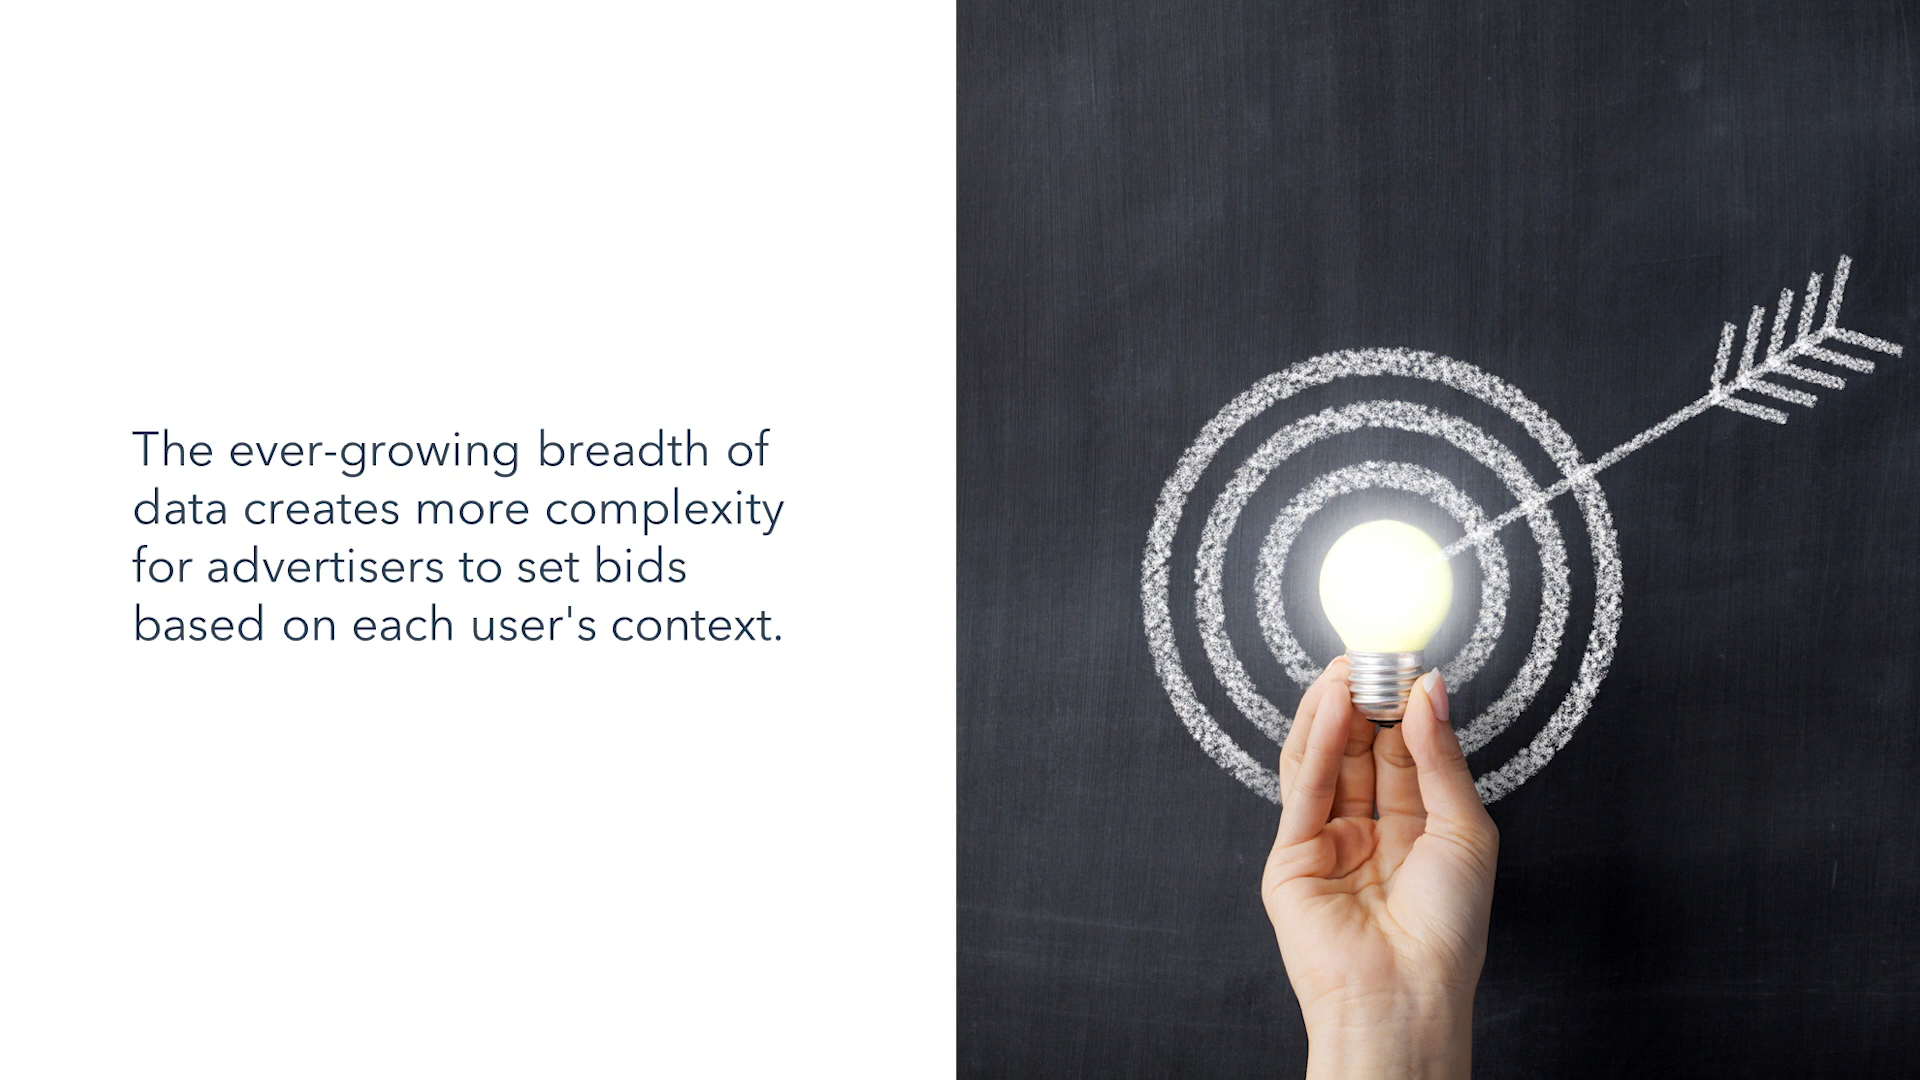 The ever-growing breadth of
data creates more complexity
for advertisers to set bids
based on each user's context.